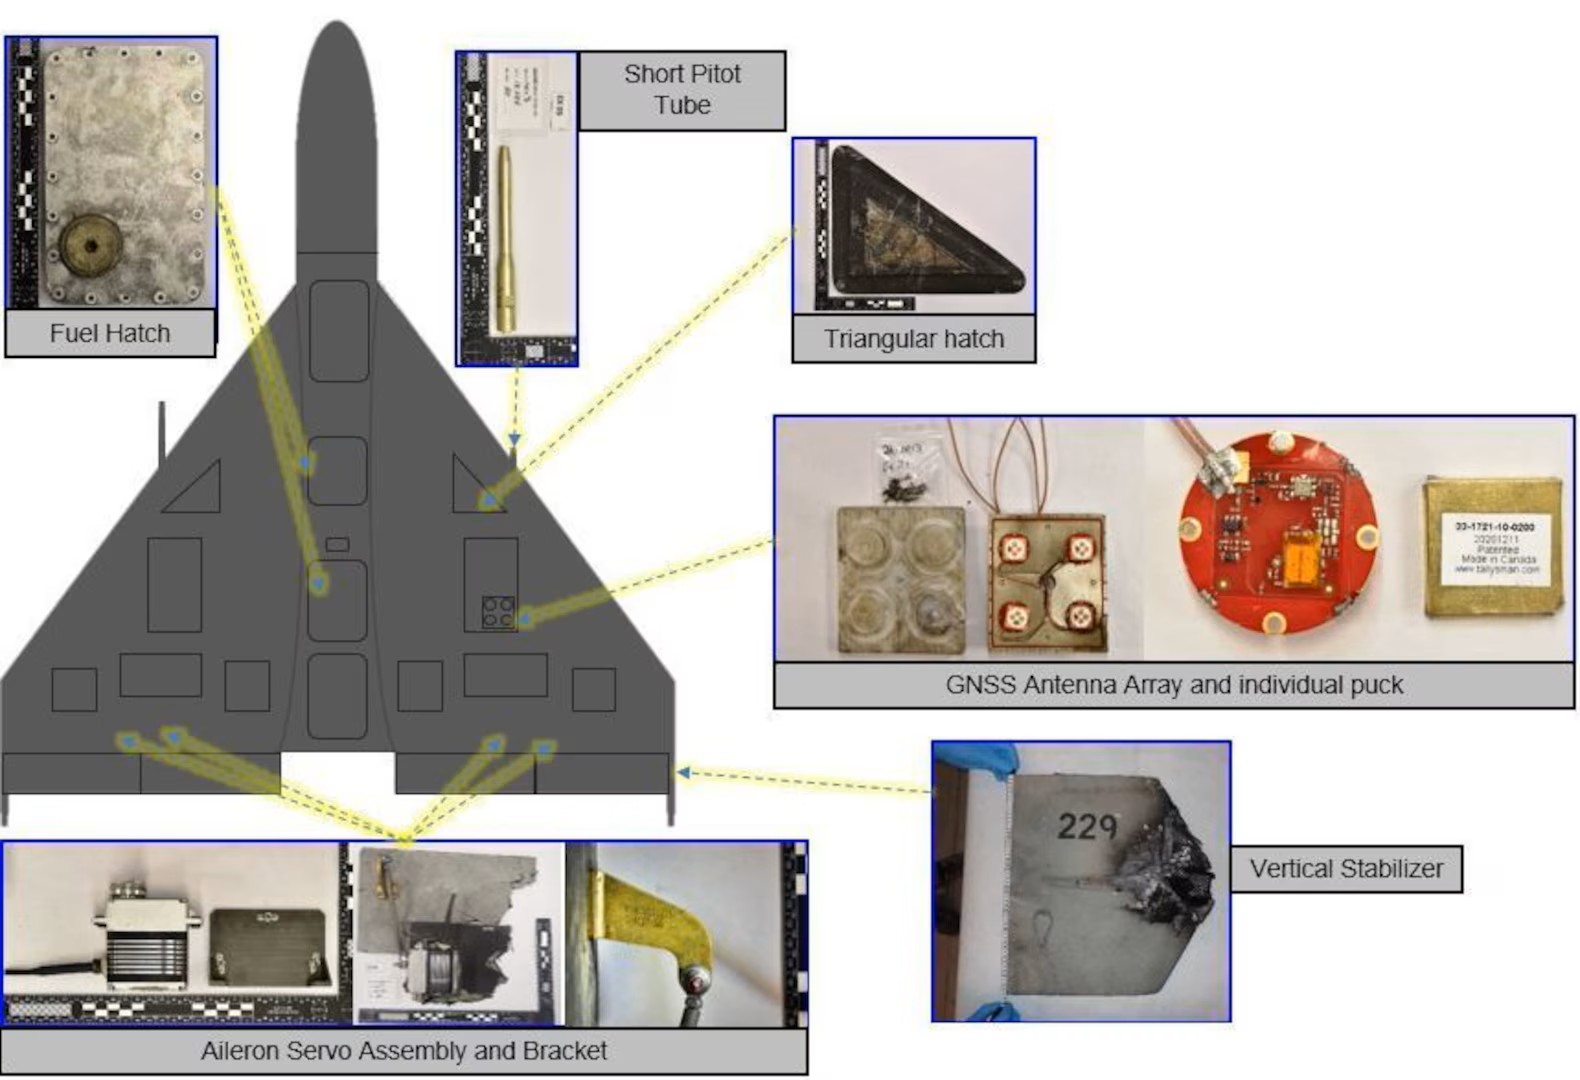 Short Pitot
Tube
Fuel Hatch
Triangular hatch
33-1721-10-0200
20201211
Patented
Made in Canada
www.tallysman.com
GNSS Antenna Array and individual puck
229
Vertical Stabilizer
Aileron Servo Assembly and Bracket